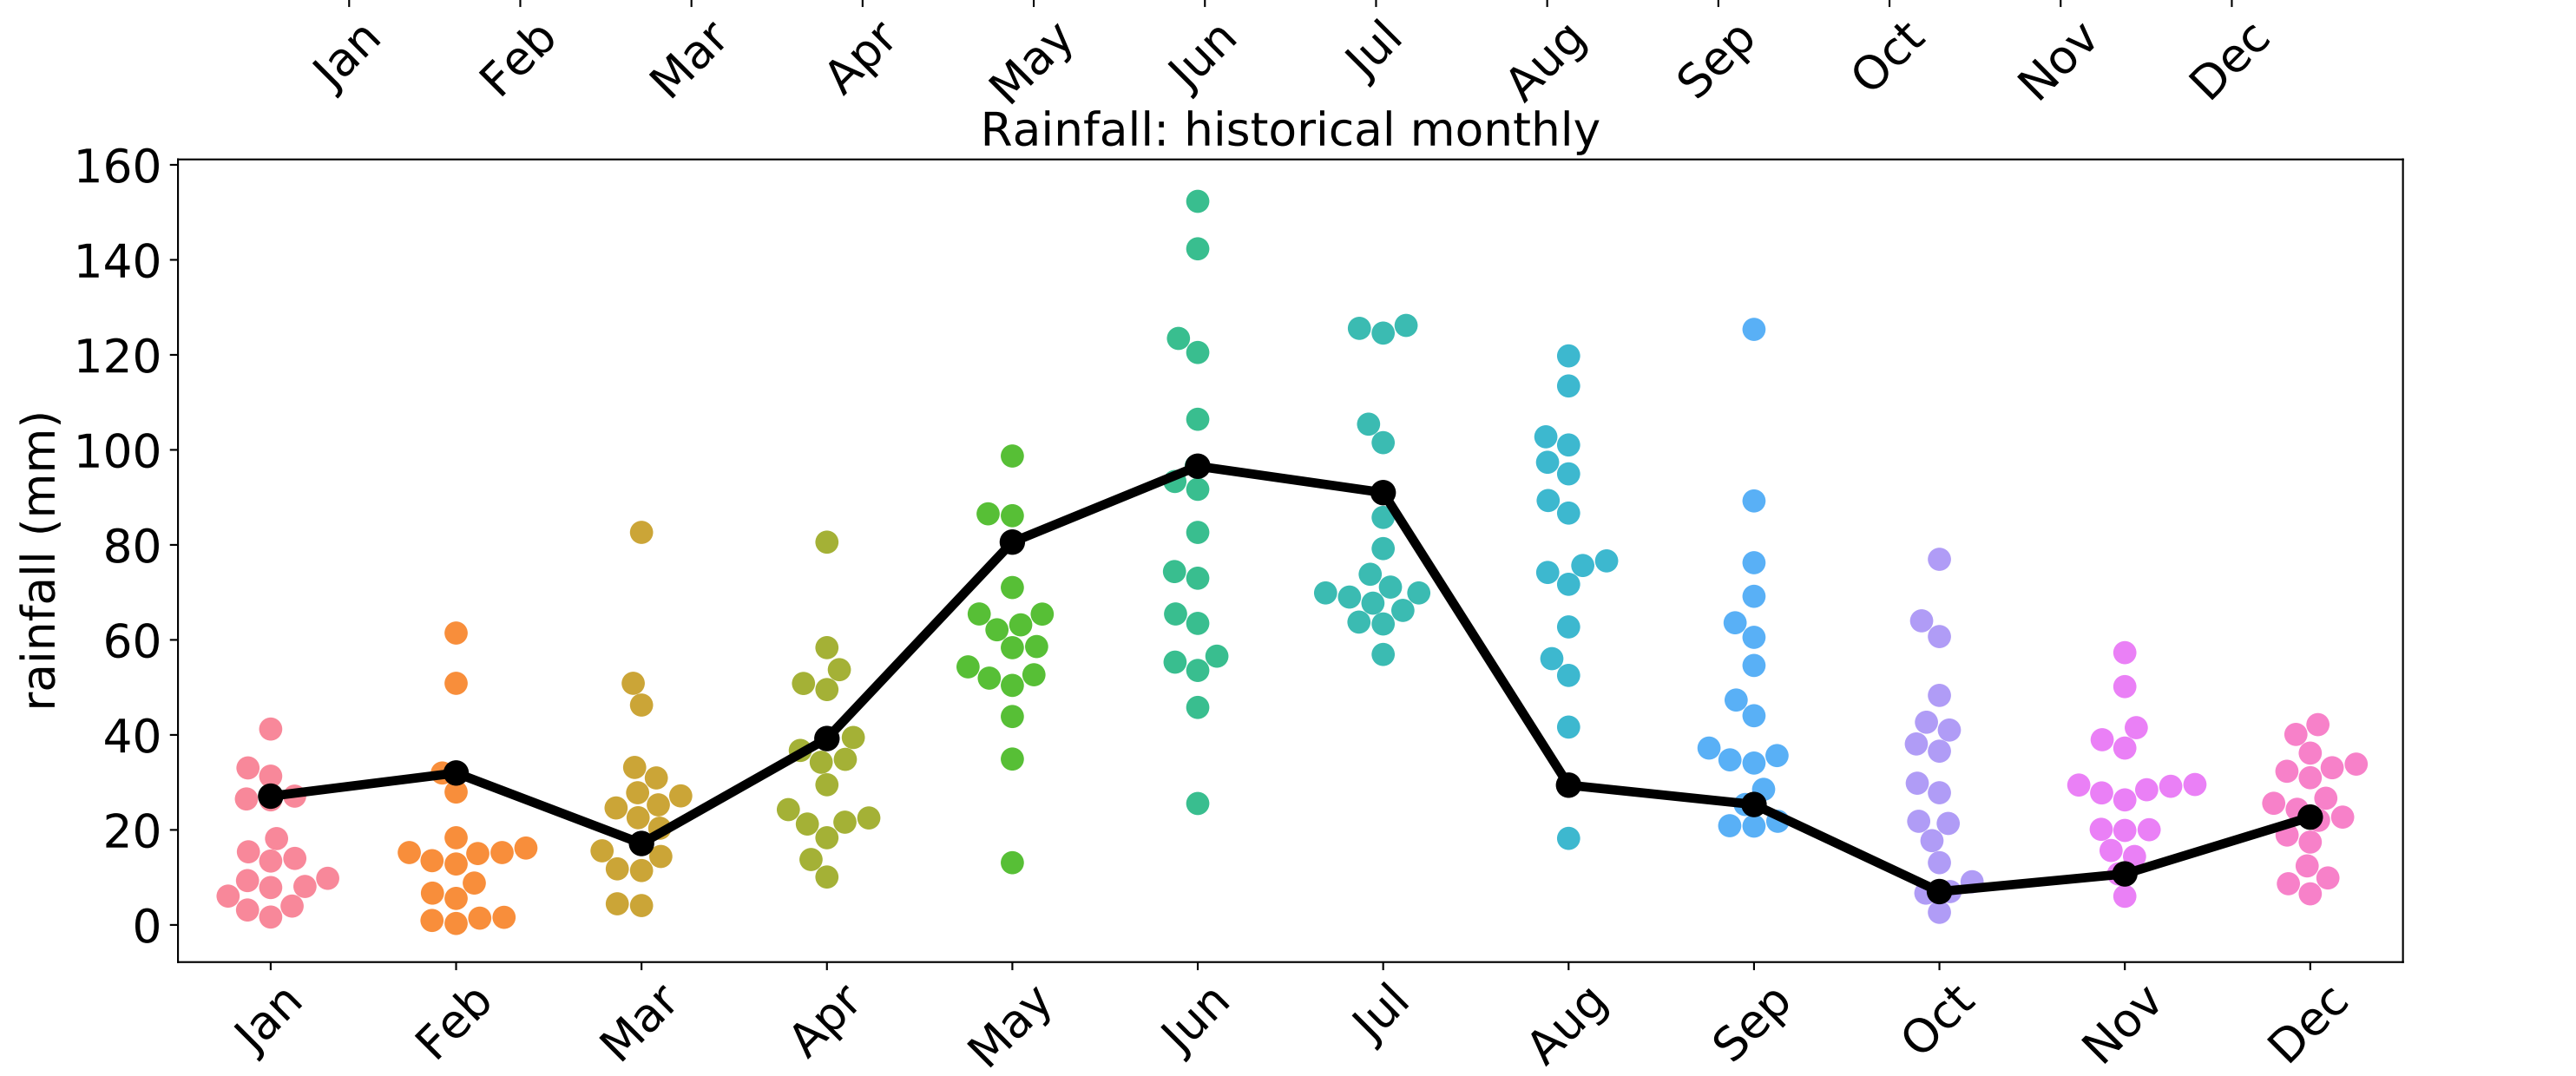 Jan Feb Mar Apr May Jun Jul Aug Sep Oct Nov Dec
Rainfall: historical monthly
rainfall (mm)
160
140
120
100
80
60
40
20
0
Jan Feb Mar Apr May Jun Jul Aug Sep Oct Nov Dec